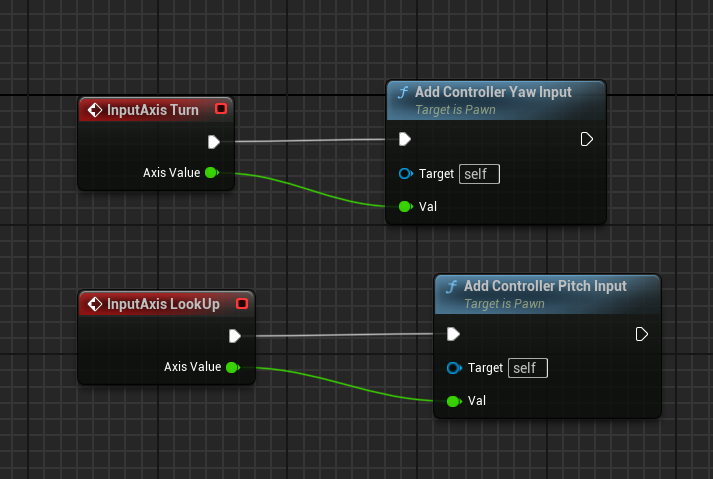 InputAxis Turn
Axis Value
Add Controller Yaw Input
Target is Pawn
Target self
Val
InputAxis LookUp
Axis Value
Add Controller Pitch Input
Target is Pawn
Target self
Val